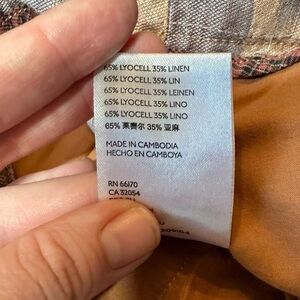 65% LYOCELL 35% LINEN
65% LYOCELL 35% LIN
65% LYOCELL 35% LEINEN
65% LYOCELL 35% LINO
65% LYOCELL 35% LINO
65% 莱赛尔 35% 亚麻
MADE IN CAMBODIA
HECHO EN CAMBOYA
RN 66170
CA 32054